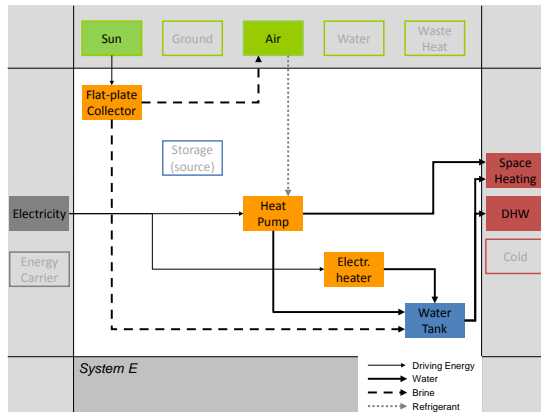 Sun
Ground
Air
Water
Waste
Heat
Flat-plate
Collector
Storage
(source)
Space
Heating
Electricity
Heat
Pump
DHW
Energy
Carrier
Electr.
heater
Cold
Water
Tank
System E
Driving Energy
Water
Brine
Refrigerant